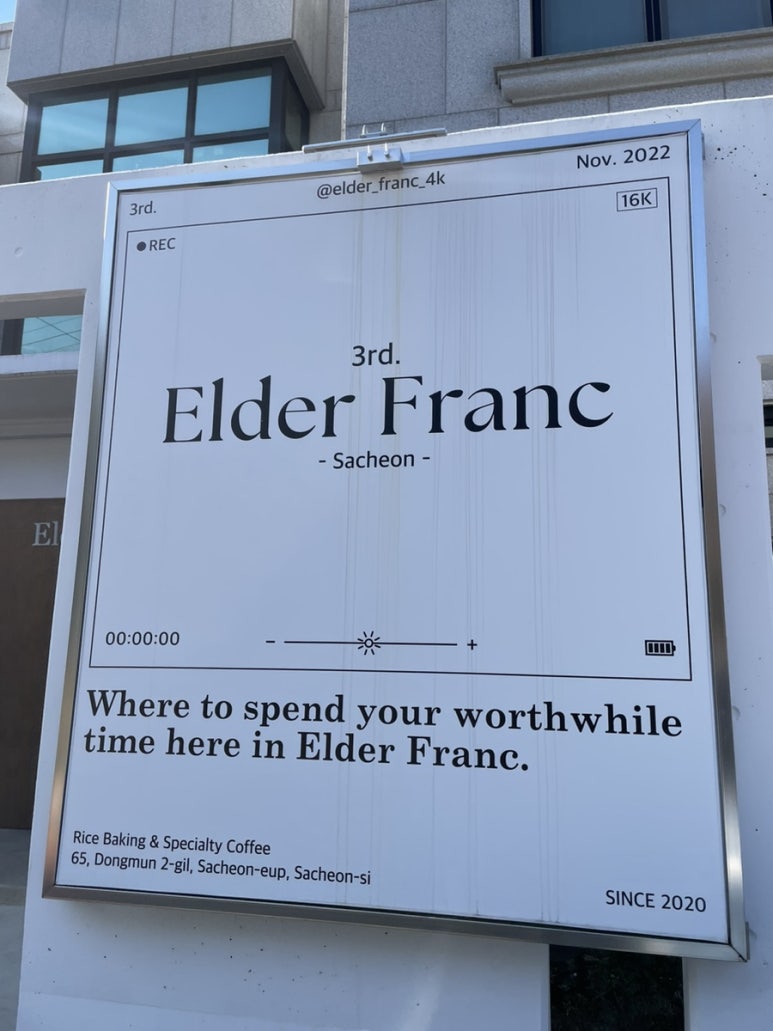 Nov. 2022
@elder_franc_4k
3rd.
16K
REC
3rd.
Elder Franc
- Sacheon -
00:00:00
- +
Where to spend your worthwhile
time here in Elder Franc.
Rice Baking & Specialty Coffee
65, Dongmun 2-gil, Sacheon-eup, Sacheon-si
SINCE 2020
El